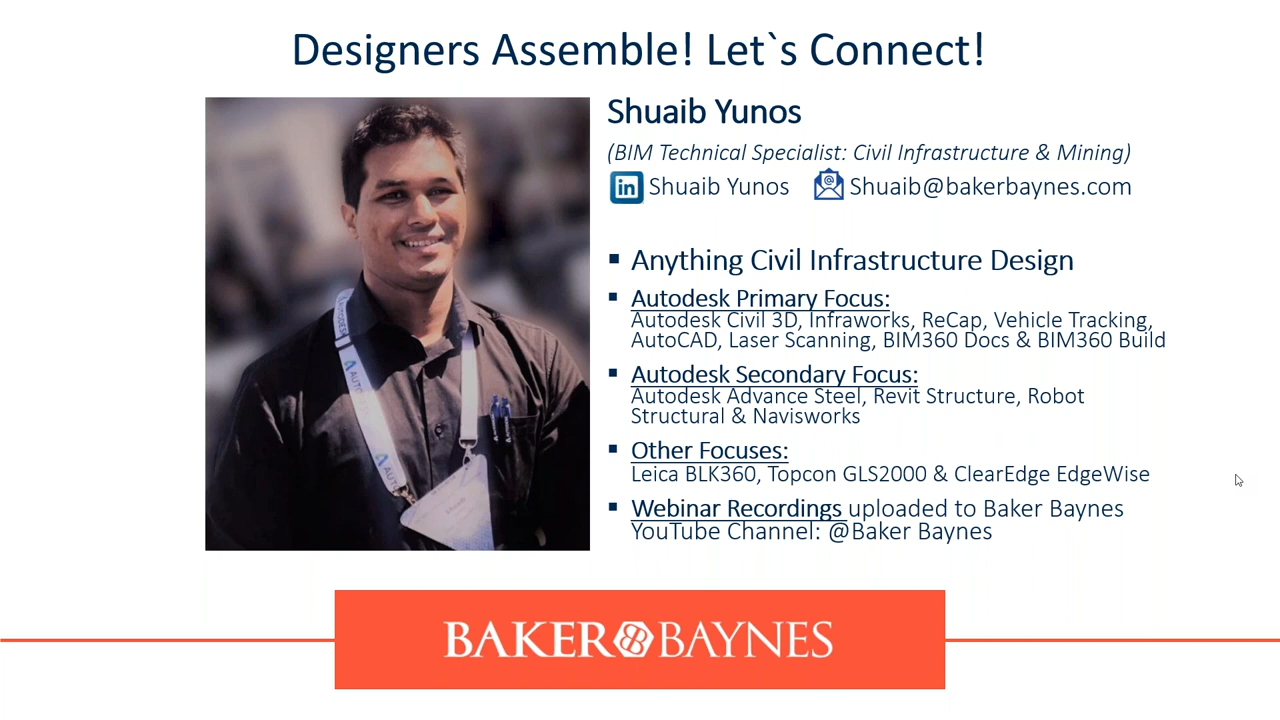 Designers Assemble! Let`s Connect!
Shuaib Yunos
(BIM Technical Specialist: Civil Infrastructure & Mining)
in Shuaib Yunos @ Shuaib@bakerbaynes.com
▪ Anything Civil Infrastructure Design
▪ Autodesk Primary Focus:
Autodesk Civil 3D, Infraworks, ReCap, Vehicle Tracking,
AutoCAD, Laser Scanning, BIM360 Docs & BIM360 Build
▪ Autodesk Secondary Focus:
Autodesk Advance Steel, Revit Structure, Robot
Structural & Navisworks
▪ Other Focuses:
Leica BLK360, Topcon GLS2000 & ClearEdge EdgeWise
▪ Webinar Recordings uploaded to Baker Baynes
YouTube Channel: @Baker Baynes
BAKER BAYNES